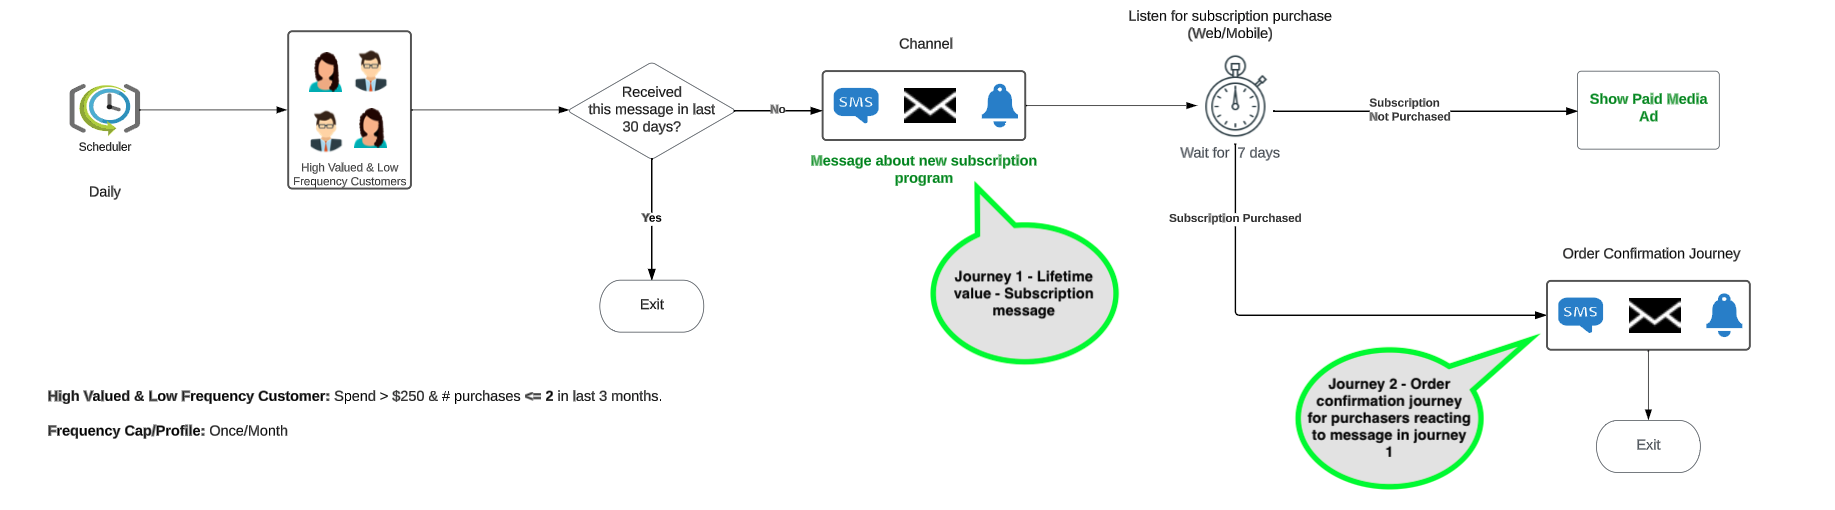 Scheduler
Daily
High Valued & Low
Frequency Customers
Received
this message in last
30 days?
No
Yes
Exit
Channel
SMS
Message about new subscription
program
Journey 1 - Lifetime
value - Subscription
message
Listen for subscription purchase
(Web/Mobile)
Wait for 7 days
Subscription
Not Purchased
Show Paid Media
Ad
Subscription Purchased
Order Confirmation Journey
SMS
Journey 2 - Order
confirmation journey
for purchasers reacting
to message in journey
1
Exit
High Valued & Low Frequency Customer: Spend > $250 & # purchases <= 2 in last 3 months.
Frequency Cap/Profile: Once/Month